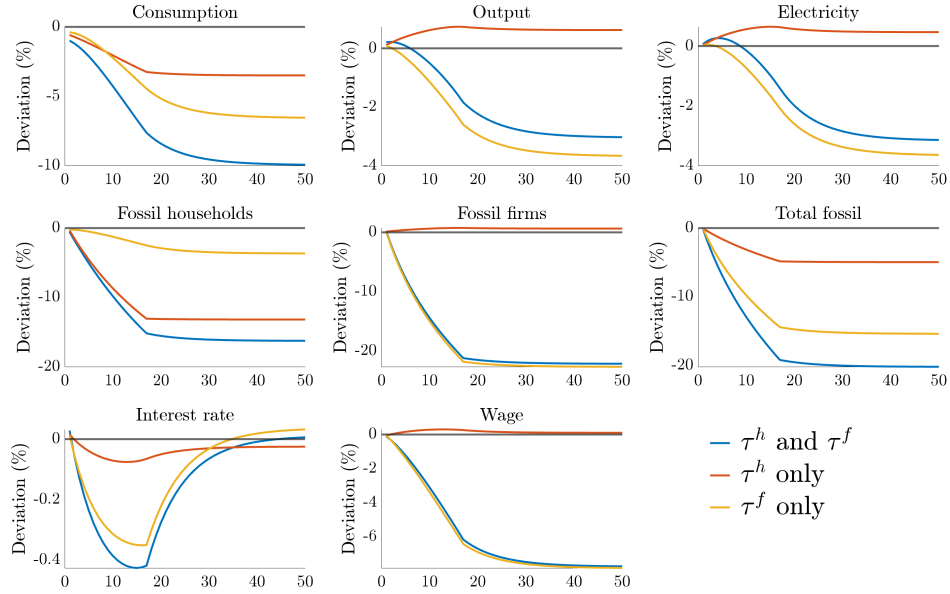 Consumption
Deviation (%)
0
-5
-10
0 10 20 30 40 50
Output
Deviation (%)
0
-2
-4
0 10 20 30 40 50
Electricity
Deviation (%)
0
-2
-4
0 10 20 30 40 50
Fossil households
Deviation (%)
0
-10
-20
0 10 20 30 40 50
Fossil firms
Deviation (%)
0
-10
-20
0 10 20 30 40 50
Total fossil
Deviation (%)
0
-10
-20
0 10 20 30 40 50
Interest rate
Deviation (%)
0
-0.2
-0.4
0 10 20 30 40 50
Wage
Deviation (%)
0
-2
-4
-6
0 10 20 30 40 50
τʰ and τᶠ
τʰ only
τᶠ only